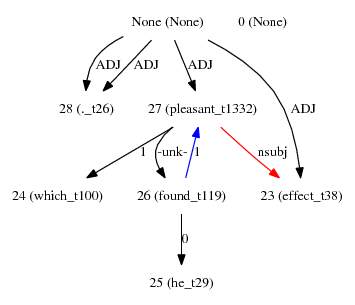 None (None) 0 (None)
ADJ ADJ ADJ ADJ
28 (._t26) 27 (pleasant_t1332)
1 -unk- 1 nsubj
24 (which_t100) 26 (found_t119) 23 (effect_t38)
0
25 (he_t29)